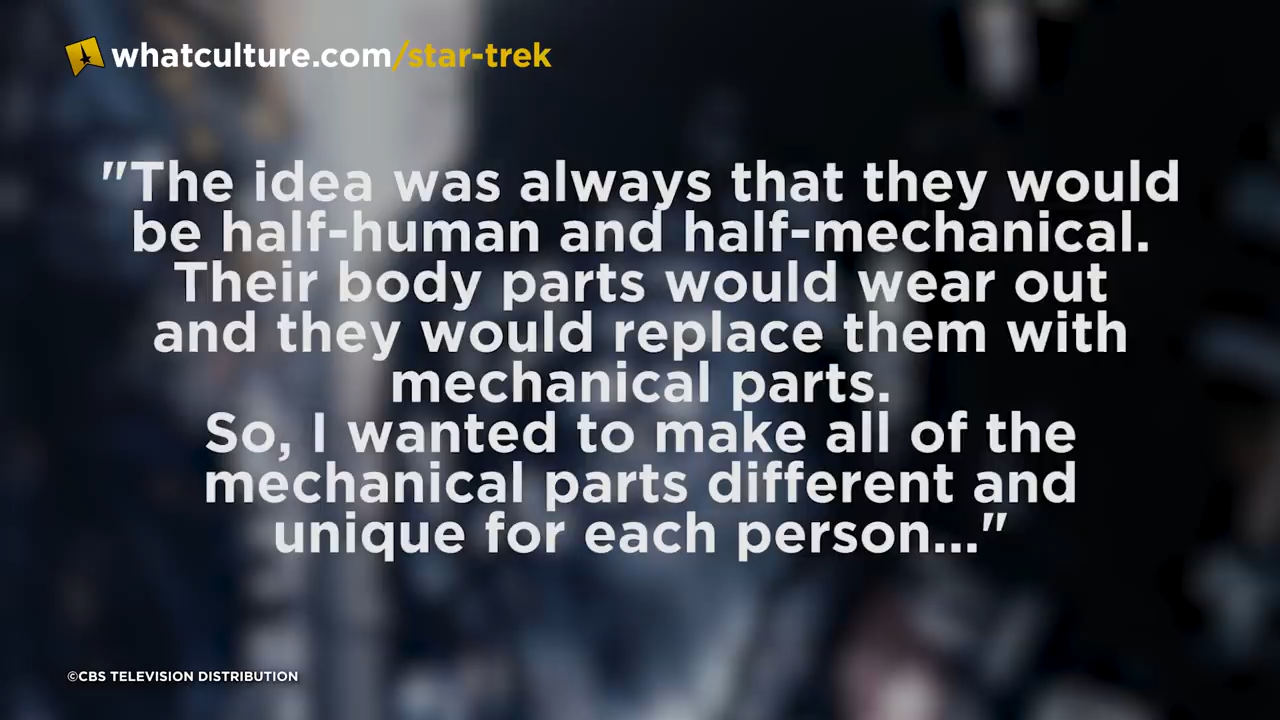 whatculture.com/star-trek
"The idea was always that they would
be half-human and half-mechanical.
Their body parts would wear out
and they would replace them with
mechanical parts.
So, I wanted to make all of the
mechanical parts different and
unique for each person..."
©CBS TELEVISION DISTRIBUTION